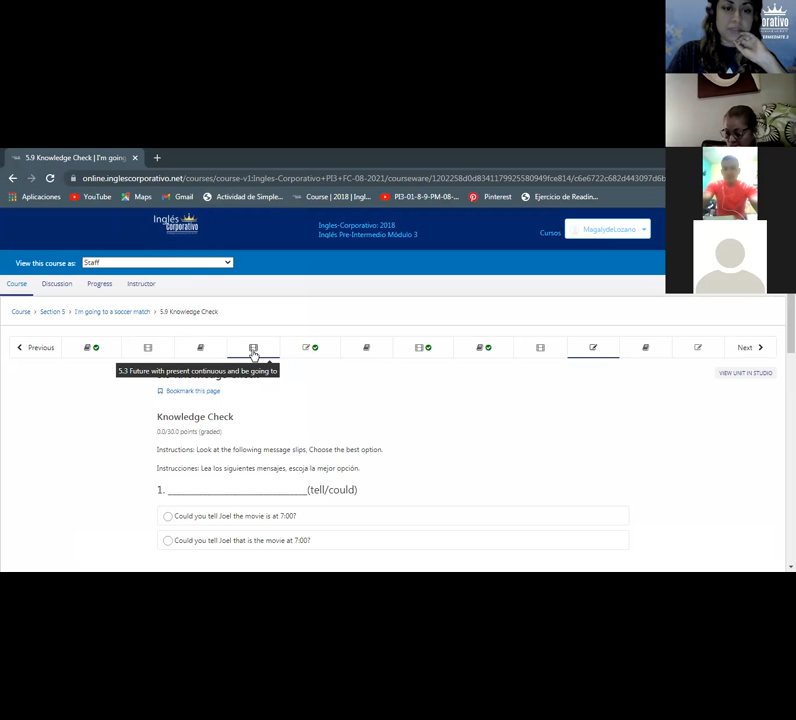 orativo
TERMEDIATE 2
5.9 Knowledge Check | I'm going
online.inglescorporativo.net/courses/course-v1:Ingles-Corporativo+PI3+FC-08-2021/courseware/1202258d0d834117992558094​9fce814/c6e6722c682d443097d6b
Aplicaciones
YouTube
Maps
Gmail
Actividad de Simple...
Course | 2018 | Ingl...
PI3-01-8-9-PM-08-...
Pinterest
Ejercicio de Readin...
Inglés
Corporativo
Ingles-Corporativo: 2018
Inglés Pre-Intermedio Módulo 3
Cursos
MagalydeLozano
View this course as:
Staff
Course
Discussion
Progress
Instructor
Course > Section 5 > I'm going to a soccer match > 5.9 Knowledge Check
Previous
Next
5.3 Future with present continuous and be going to
VIEW UNIT IN STUDIO
Bookmark this page
Knowledge Check
0.0/30.0 points (graded)
Instructions: Look at the following message slips, Choose the best option.
Instrucciones: Lea los siguientes mensajes, escoja la mejor opción.
1. ______________________________(tell/could)
Could you tell Joel the movie is at 7:00?
Could you tell Joel that is the movie at 7:00?